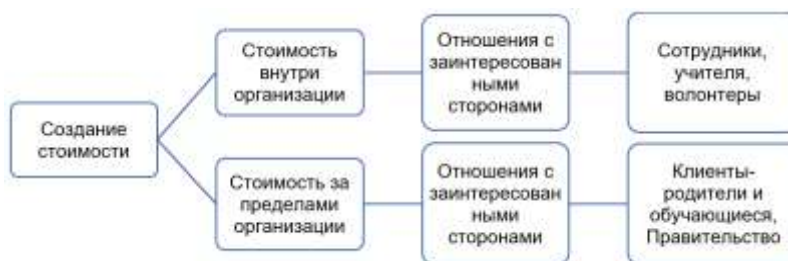 Создание
стоимости
Стоимость
внутри
организации
Отношения с
заинтересован
ными
сторонами
Сотрудники,
учителя,
волонтеры
Стоимость за
пределами
организации
Отношения с
заинтересован
ными
сторонами
Клиенты-
родители и
обучающиеся,
Правительство